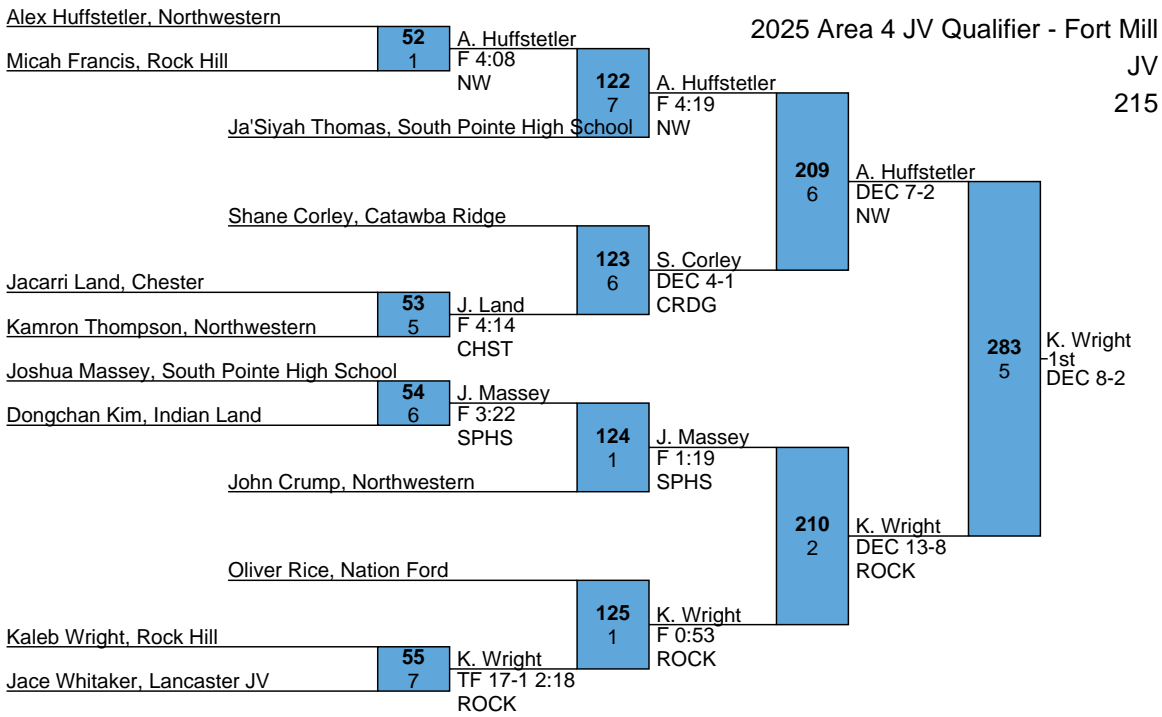 2025 Area 4 JV Qualifier - Fort Mill
JV
215
Alex Huffstetler, Northwestern
52
1
Micah Francis, Rock Hill
A. Huffstetler
F 4:08
NW
122
7
Ja'Siyah Thomas, South Pointe High School
A. Huffstetler
F 4:19
NW
209
6
A. Huffstetler
DEC 7-2
NW
Shane Corley, Catawba Ridge
123
6
S. Corley
DEC 4-1
CRDG
Jacarri Land, Chester
53
5
Kamron Thompson, Northwestern
J. Land
F 4:14
CHST
283
5
K. Wright
1st
DEC 8-2
Joshua Massey, South Pointe High School
54
6
Dongchan Kim, Indian Land
J. Massey
F 3:22
SPHS
124
1
J. Massey
F 1:19
SPHS
John Crump, Northwestern
210
2
K. Wright
DEC 13-8
ROCK
Oliver Rice, Nation Ford
125
1
K. Wright
F 0:53
ROCK
Kaleb Wright, Rock Hill
55
7
Jace Whitaker, Lancaster JV
K. Wright
TF 17-1 2:18
ROCK